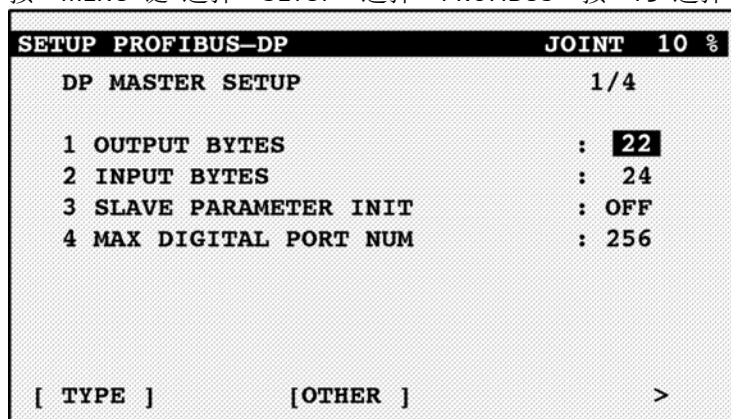 SETUP PROFIBUS-DP JOINT 10 %
DP MASTER SETUP 1/4
1 OUTPUT BYTES : 22
2 INPUT BYTES : 24
3 SLAVE PARAMETER INIT : OFF
4 MAX DIGITAL PORT NUM : 256
[ TYPE ] [OTHER ] >